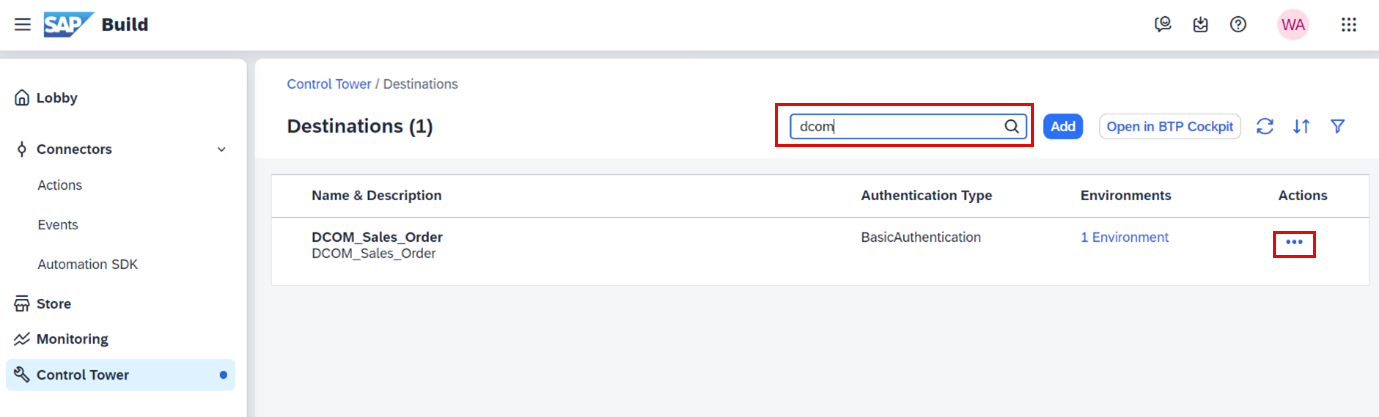 SAP Build
WA
Lobby
Connectors
Actions
Events
Automation SDK
Store
Monitoring
Control Tower
Control Tower / Destinations
Destinations (1)
dcom
Add
Open in BTP Cockpit
Name & Description Authentication Type Environments Actions
DCOM_Sales_Order BasicAuthentication 1 Environment
DCOM_Sales_Order